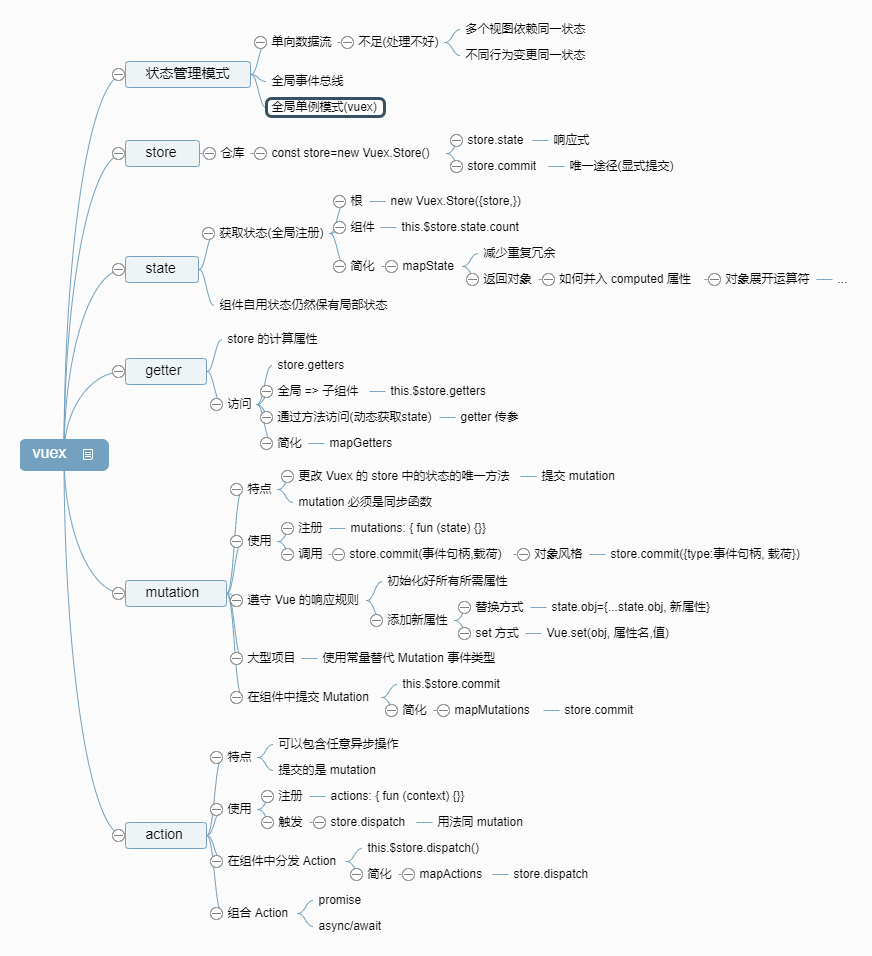 vuex
状态管理模式
单向数据流
不足(处理不好)
多个视图依赖同一状态
不同行为变更同一状态
全局事件总线
全局单例模式(vuex)
store
仓库
const store=new Vuex.Store()
store.state
响应式
store.commit
唯一途径(显式提交)
state
获取状态(全局注册)
根
new Vuex.Store({store,})
组件
this.$store.state.count
简化
mapState
减少重复冗余
返回对象
如何并入 computed 属性
对象展开运算符
...
组件自用状态仍然保有局部状态
getter
store 的计算属性
访问
store.getters
全局 => 子组件
this.$store.getters
通过方法访问(动态获取state)
getter 传参
简化
mapGetters
mutation
特点
更改 Vuex 的 store 中的状态的唯一方法
提交 mutation
mutation 必须是同步函数
使用
注册
mutations: { fun (state) {}}
调用
store.commit(事件句柄,载荷)
对象风格
store.commit({type:事件句柄, 载荷})
遵守 Vue 的响应规则
初始化好所有所需属性
添加新属性
替换方式
state.obj={...state.obj, 新属性}
set 方式
Vue.set(obj, 属性名,值)
大型项目
使用常量替代 Mutation 事件类型
在组件中提交 Mutation
this.$store.commit
简化
mapMutations
store.commit
action
特点
可以包含任意异步操作
提交的是 mutation
使用
注册
actions: { fun (context) {}}
触发
store.dispatch
用法同 mutation
在组件中分发 Action
this.$store.dispatch()
简化
mapActions
store.dispatch
组合 Action
promise
async/await